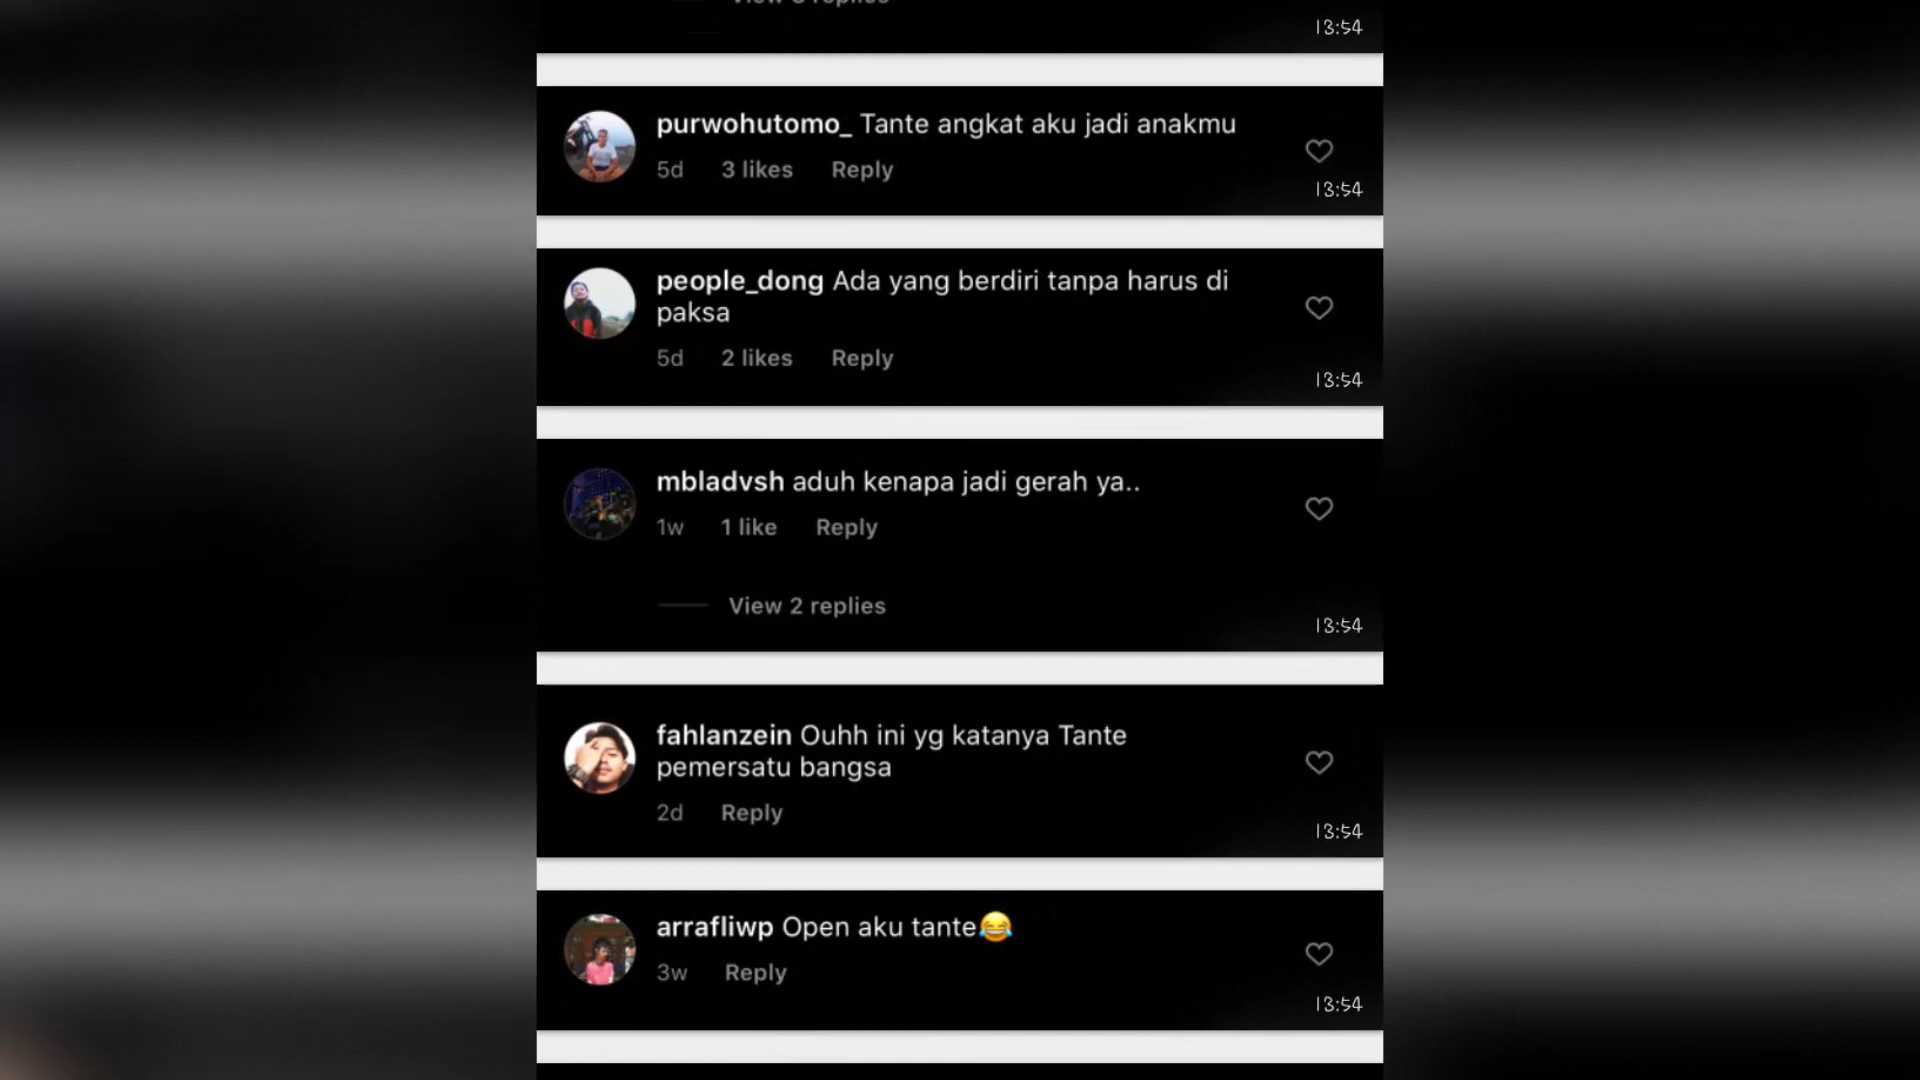 View 3 replies
13:54
purwohutomo_ Tante angkat aku jadi anakmu
5d 3 likes Reply
13:54
people_dong Ada yang berdiri tanpa harus di
paksa
5d 2 likes Reply
13:54
mbladvsh aduh kenapa jadi gerah ya..
1w 1 like Reply
View 2 replies
13:54
fahlanzein Ouhh ini yg katanya Tante
pemersatu bangsa
2d Reply
13:54
arrafliwp Open aku tante😂
3w Reply
13:54